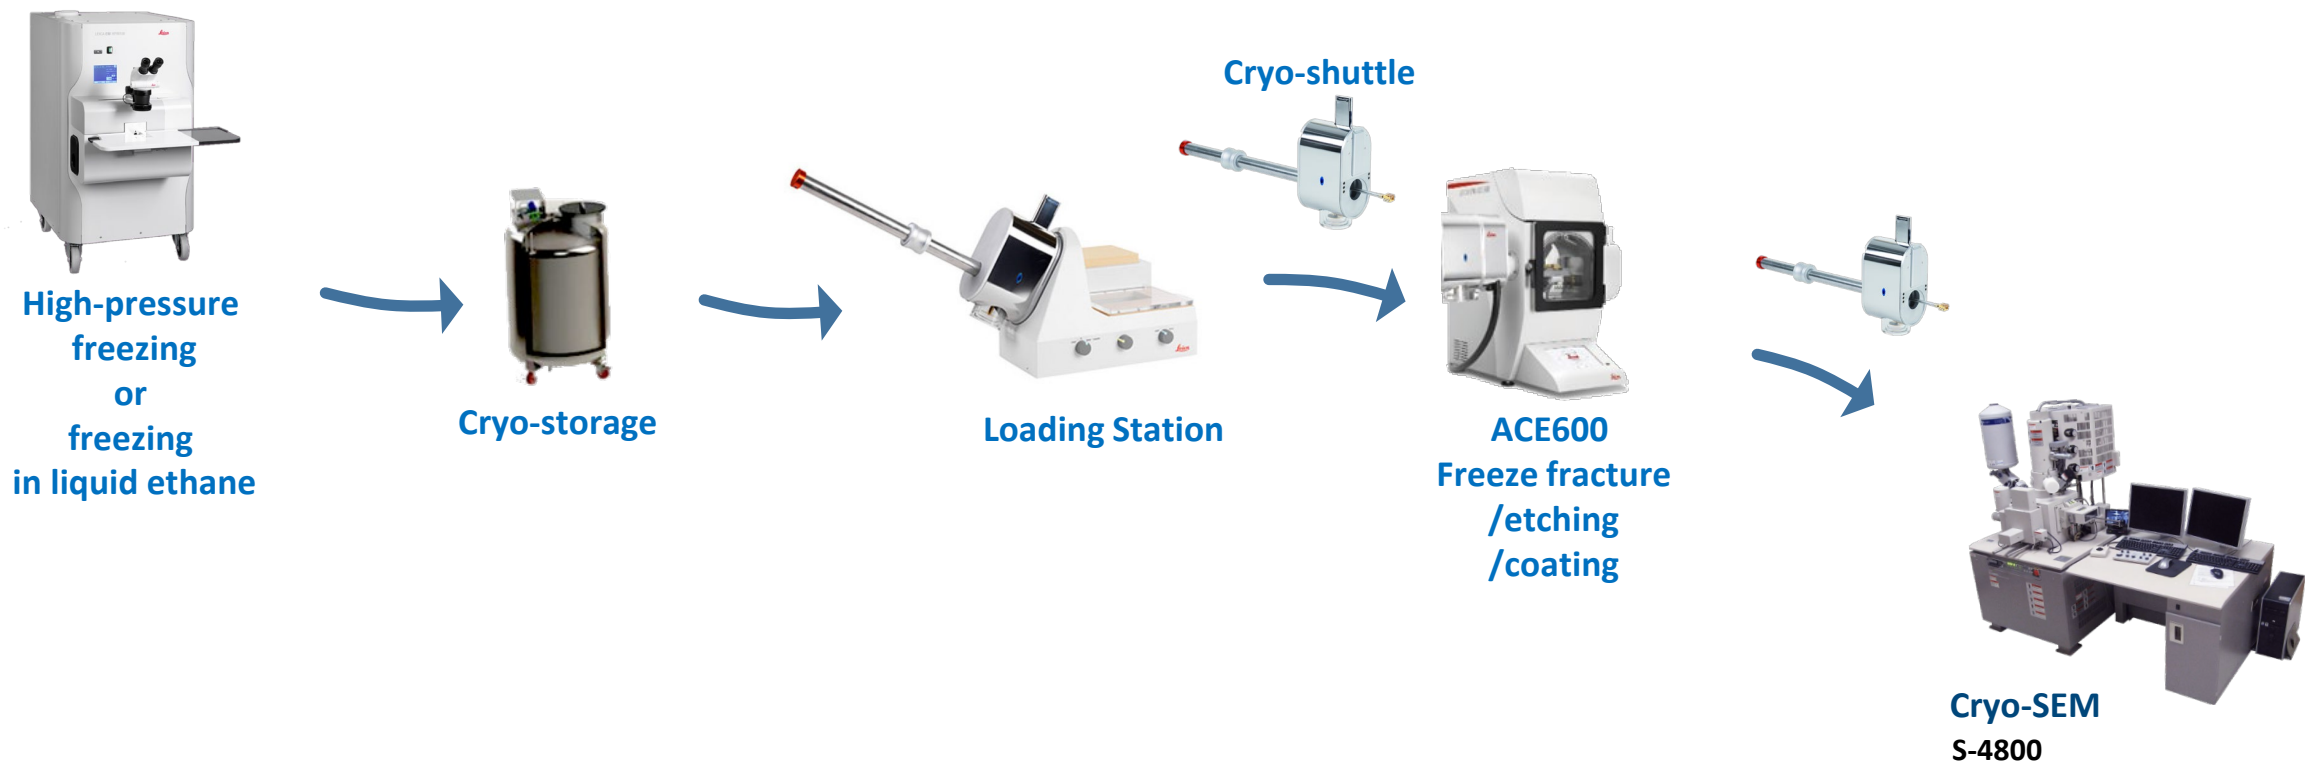 High-pressure
freezing
or
freezing
in liquid ethane
Cryo-storage
Loading Station
Leica
Cryo-shuttle
ACE600
Freeze fracture
/etching
/coating
Cryo-SEM
S-4800